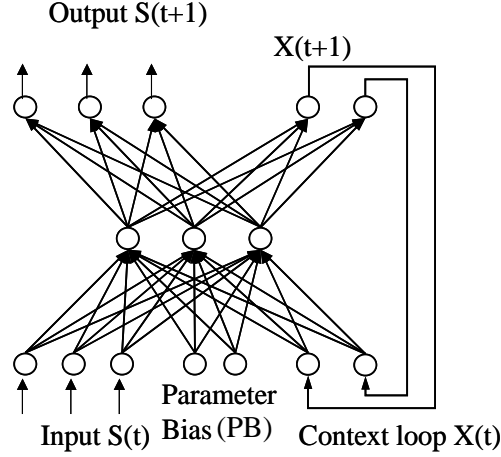 Output S(t+1)
X(t+1)
Parameter
Bias (PB)
Input S(t)
Context loop X(t)